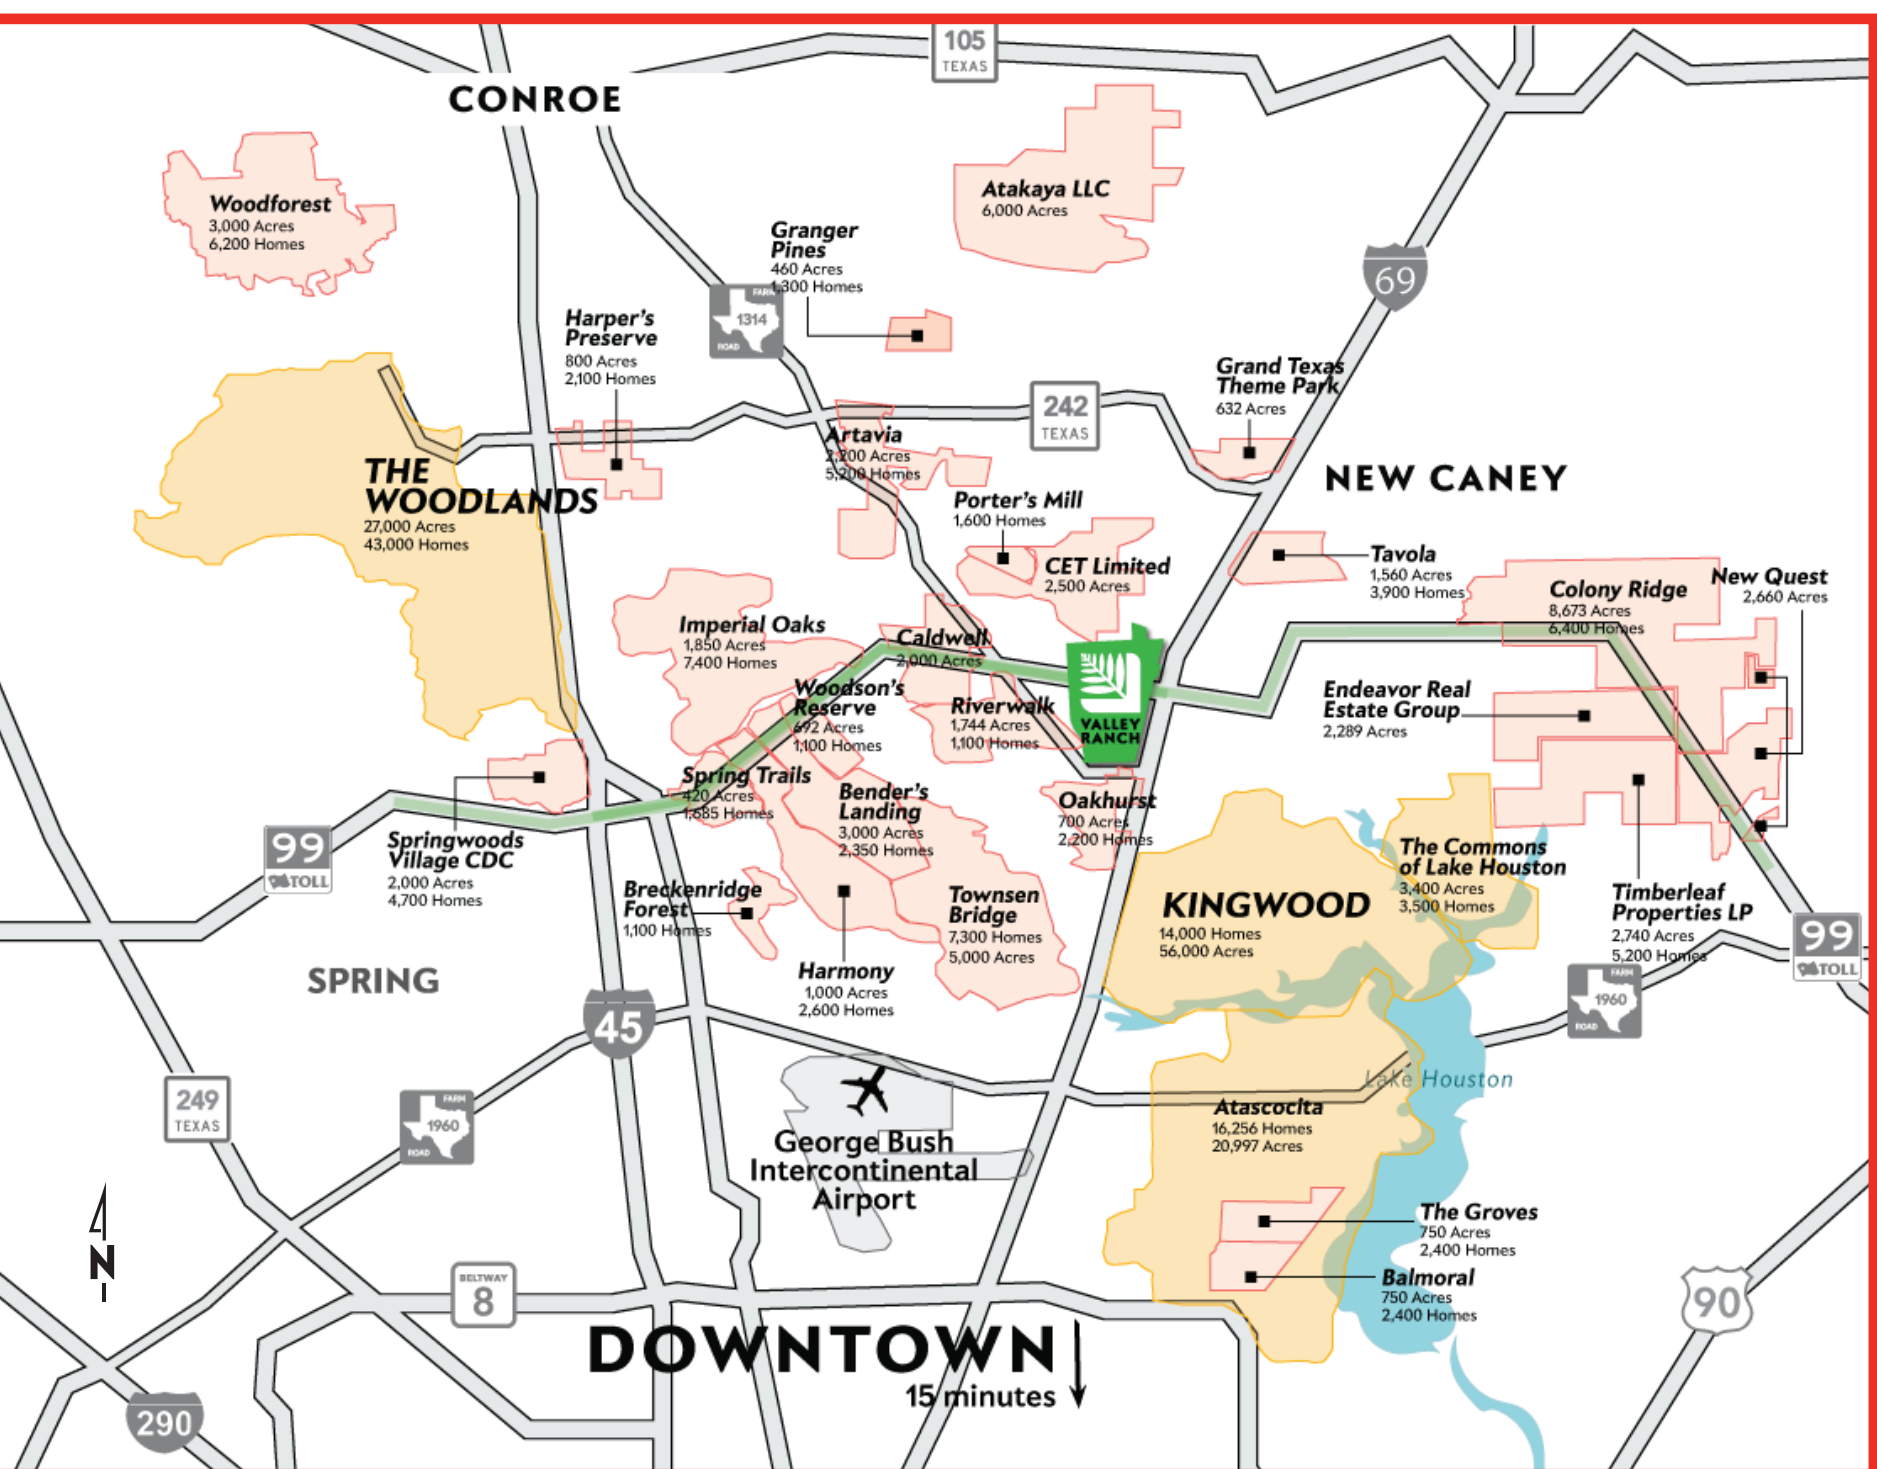 105
TEXAS
CONROE
Woodforest
3,000 Acres
6,200 Homes
Atakaya LLC
6,000 Acres
Granger
Pines
460 Acres
1,300 Homes
69
FARM
1314
ROAD
Harper's
Preserve
800 Acres
2,100 Homes
Grand Texas
Theme Park
632 Acres
242
TEXAS
Artavia
2,200 Acres
5,200 Homes
THE
WOODLANDS
27,000 Acres
43,000 Homes
NEW CANEY
Porter's Mill
1,600 Homes
CET Limited
2,500 Acres
Tavola
1,560 Acres
3,900 Homes
Colony Ridge
8,673 Acres
6,400 Homes
New Quest
2,660 Acres
Imperial Oaks
1,850 Acres
7,400 Homes
Caldwell
2,000 Acres
Woodson's
Reserve
692 Acres
1,100 Homes
Riverwalk
1,744 Acres
1,100 Homes
VALLEY
RANCH
Endeavor Real
Estate Group
2,289 Acres
Spring Trails
420 Acres
1,685 Homes
Bender's
Landing
3,000 Acres
2,350 Homes
Oakhurst
700 Acres
2,200 Homes
99
TOLL
Springwoods
Village CDC
2,000 Acres
4,700 Homes
The Commons
of Lake Houston
3,400 Acres
3,500 Homes
Breckenridge
Forest
1,100 Homes
Townsen
Bridge
7,300 Homes
5,000 Acres
KINGWOOD
14,000 Homes
56,000 Acres
Timberleaf
Properties LP
2,740 Acres
5,200 Homes
99
TOLL
Harmony
1,000 Acres
2,600 Homes
SPRING
45
FARM
1960
ROAD
Lake Houston
249
TEXAS
FARM
1960
ROAD
George Bush
Intercontinental
Airport
Atascocita
16,256 Homes
20,997 Acres
The Groves
750 Acres
2,400 Homes
Balmoral
750 Acres
2,400 Homes
N
BELTWAY
8
90
DOWNTOWN
15 minutes
290